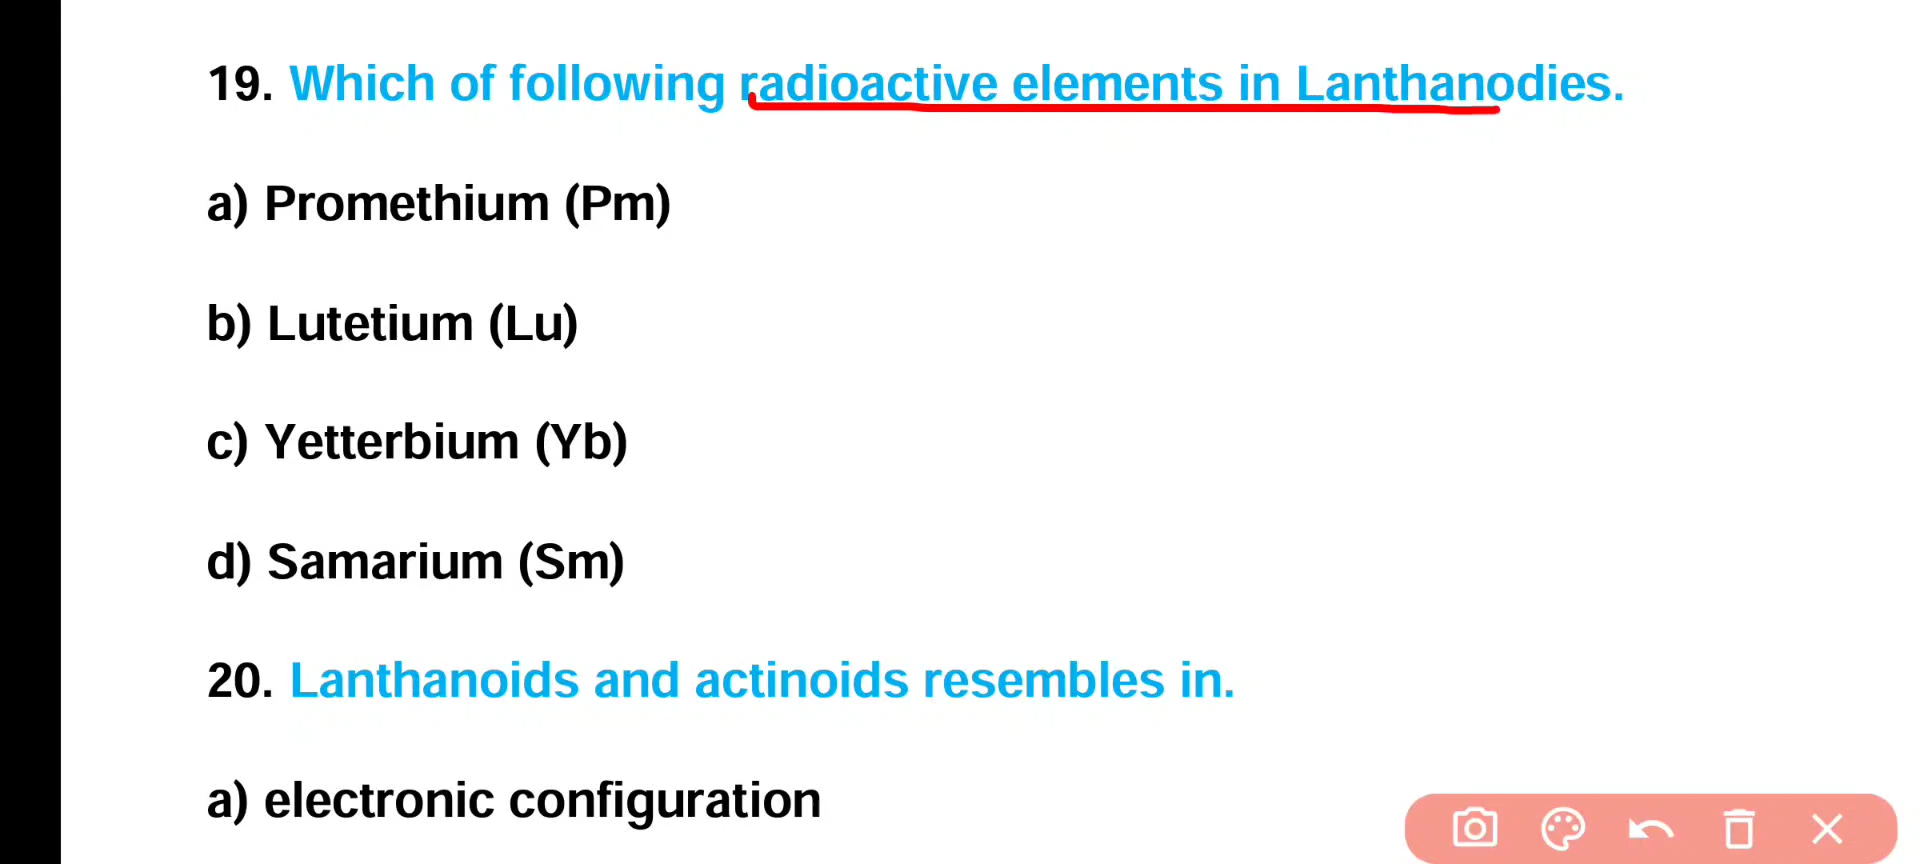 19. Which of following radioactive elements in Lanthanodies.
a) Promethium (Pm)
b) Lutetium (Lu)
c) Yetterbium (Yb)
d) Samarium (Sm)
20. Lanthanoids and actinoids resembles in.
a) electronic configuration